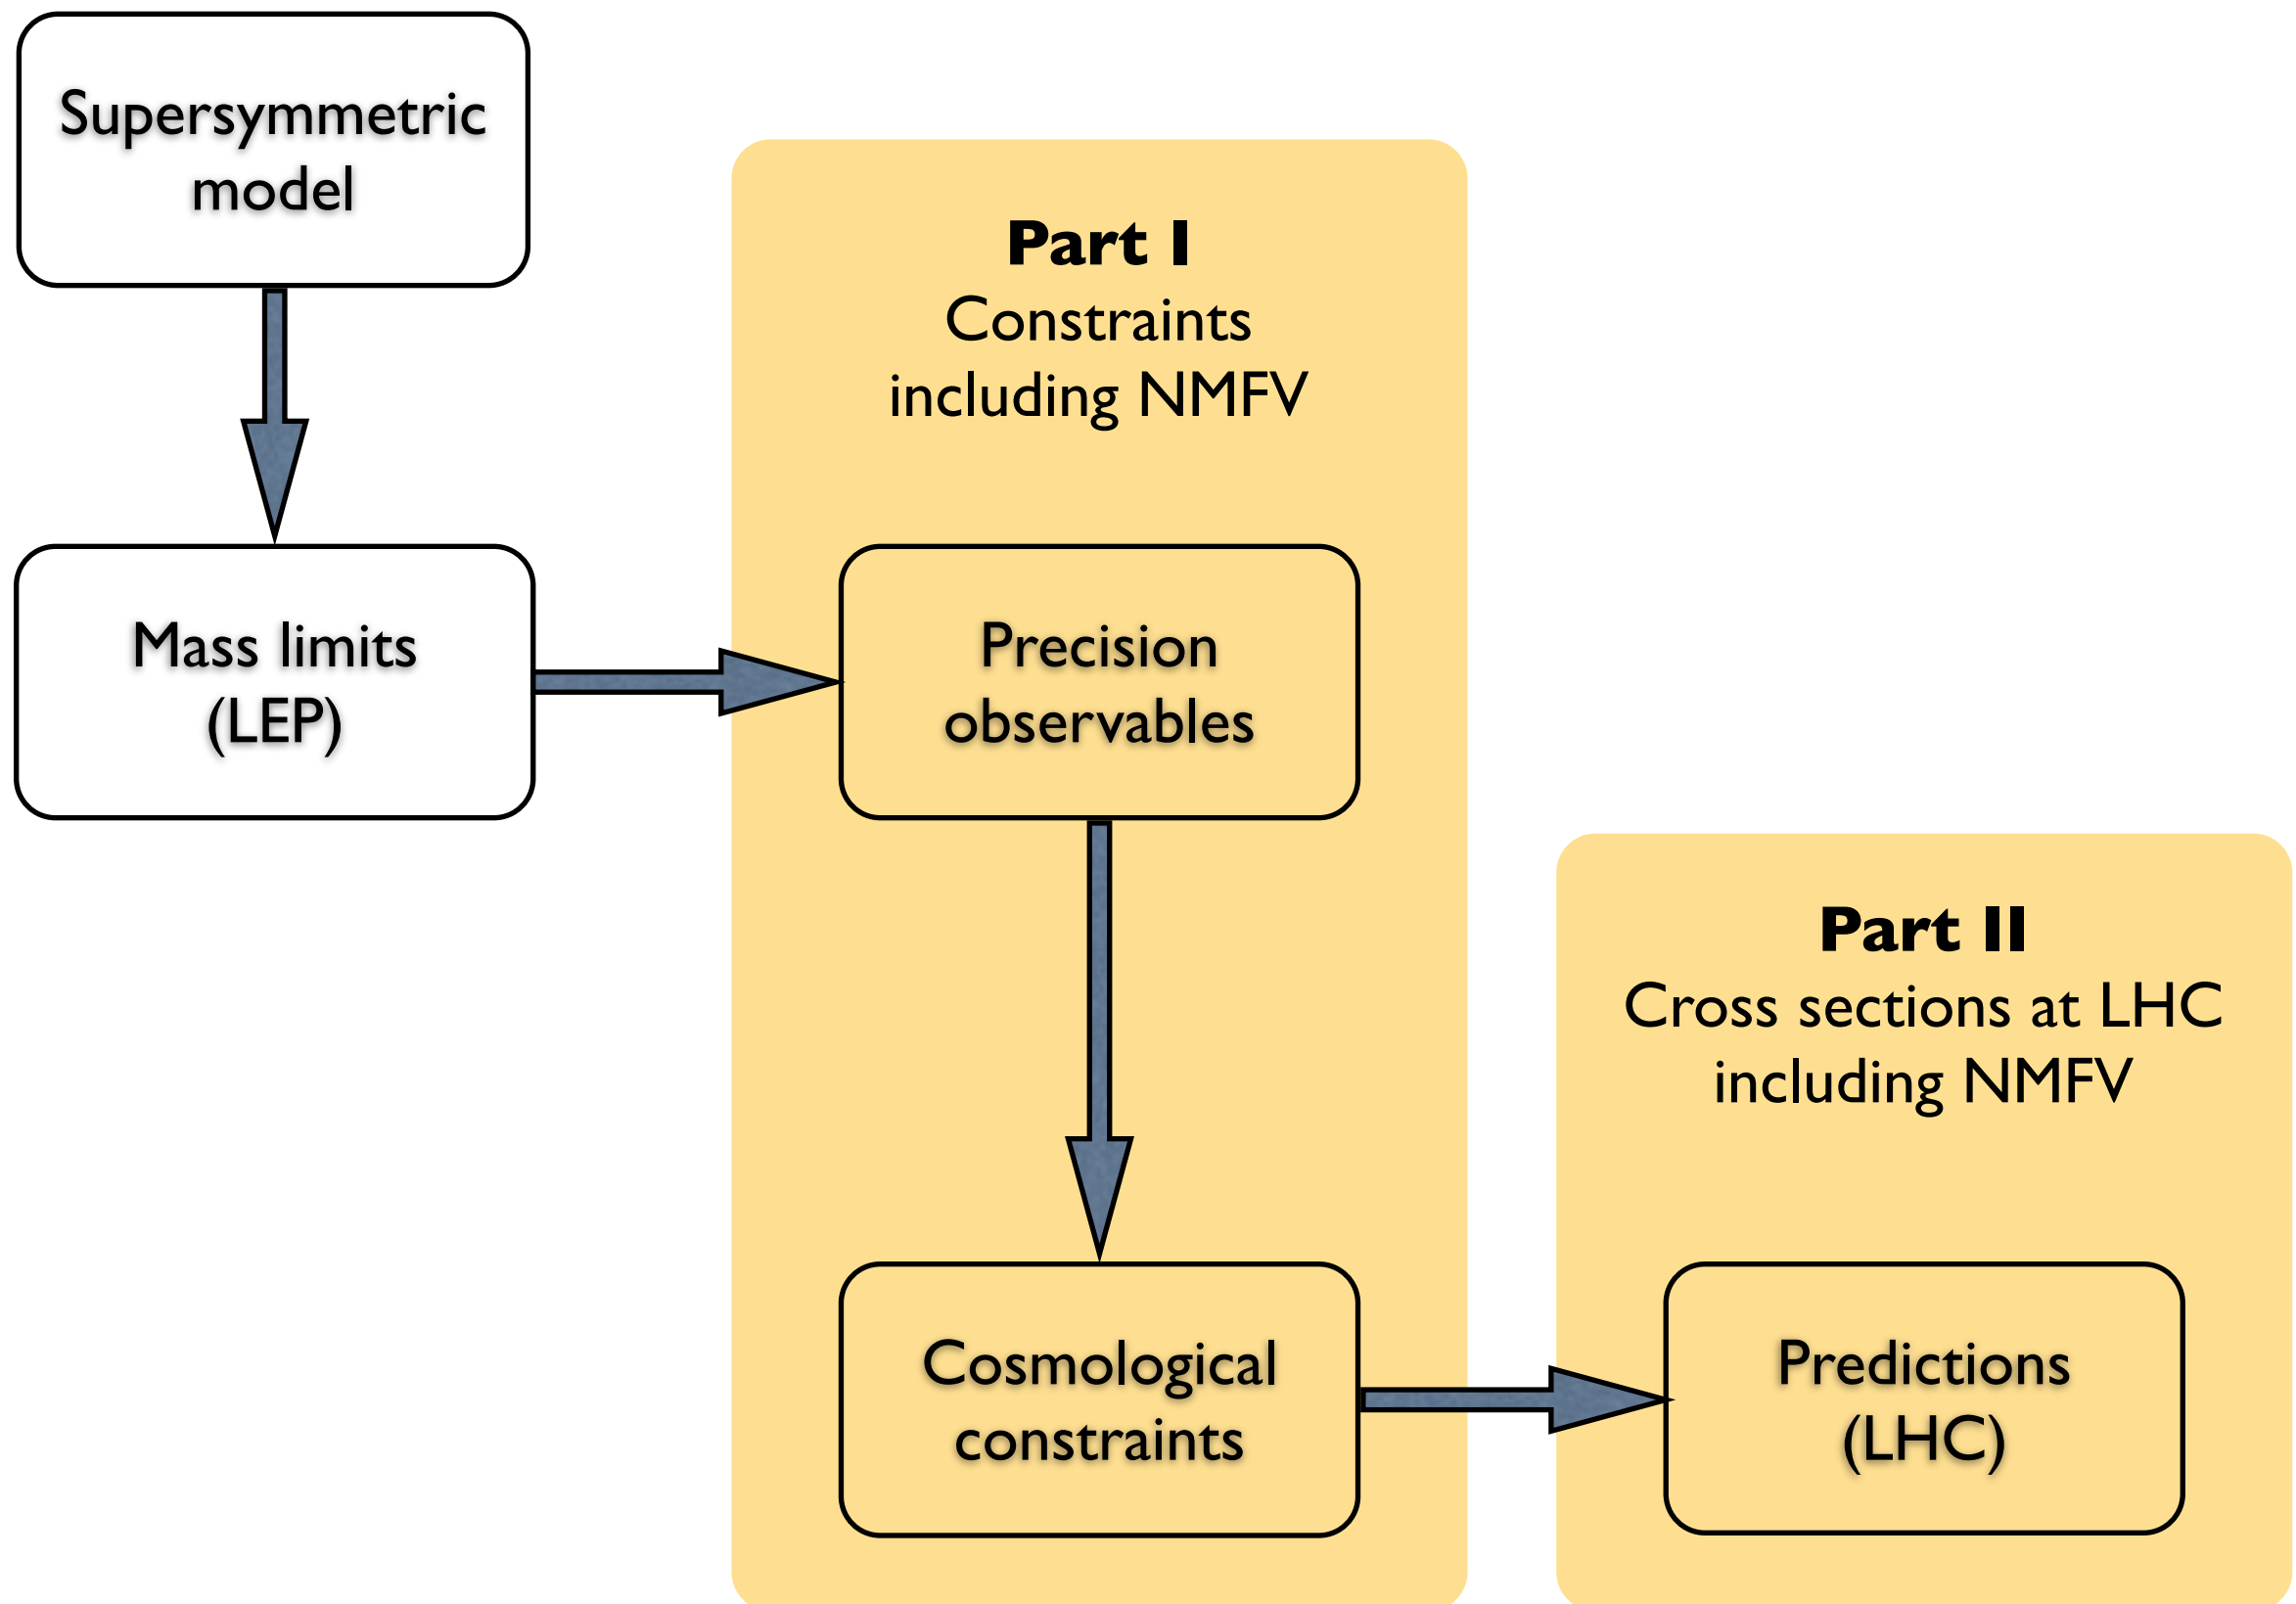 Supersymmetric
model
Mass limits
(LEP)
Part I
Constraints
including NMFV
Precision
observables
Cosmological
constraints
Part II
Cross sections at LHC
including NMFV
Predictions
(LHC)